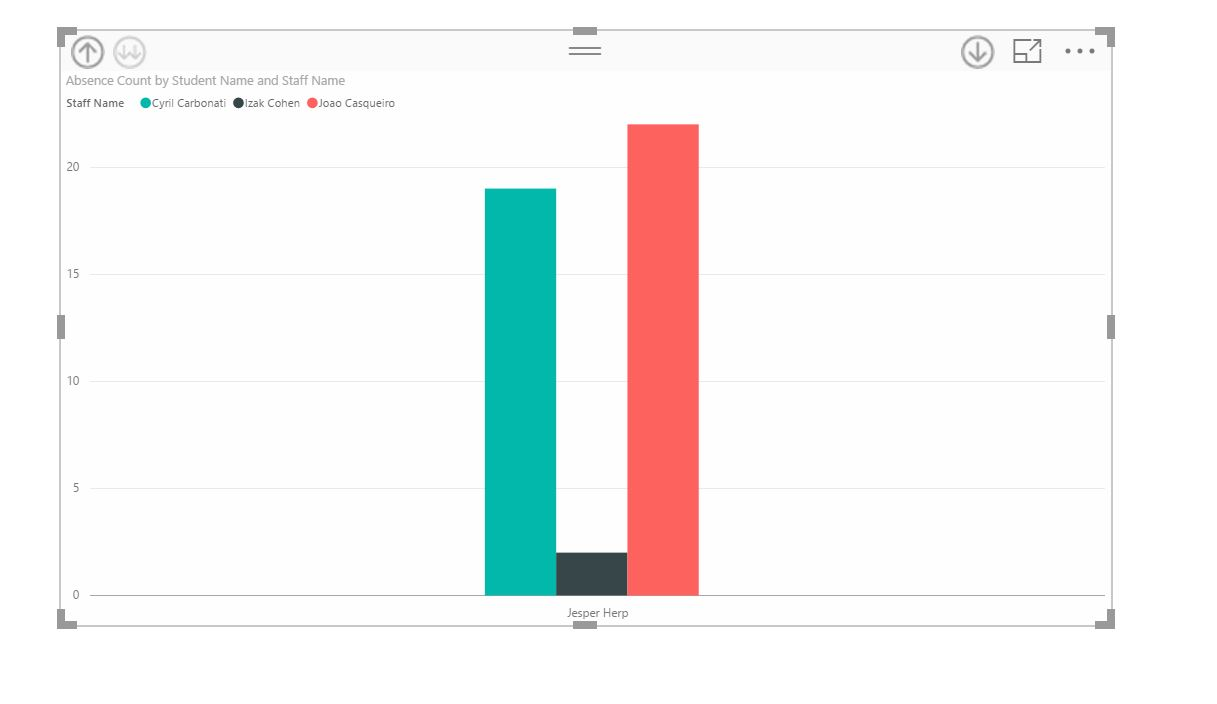 Absence Count by Student Name and Staff Name
Staff Name Cyril Carbonati Izak Cohen Joao Casqueiro
20
15
10
5
0
Jesper Herp